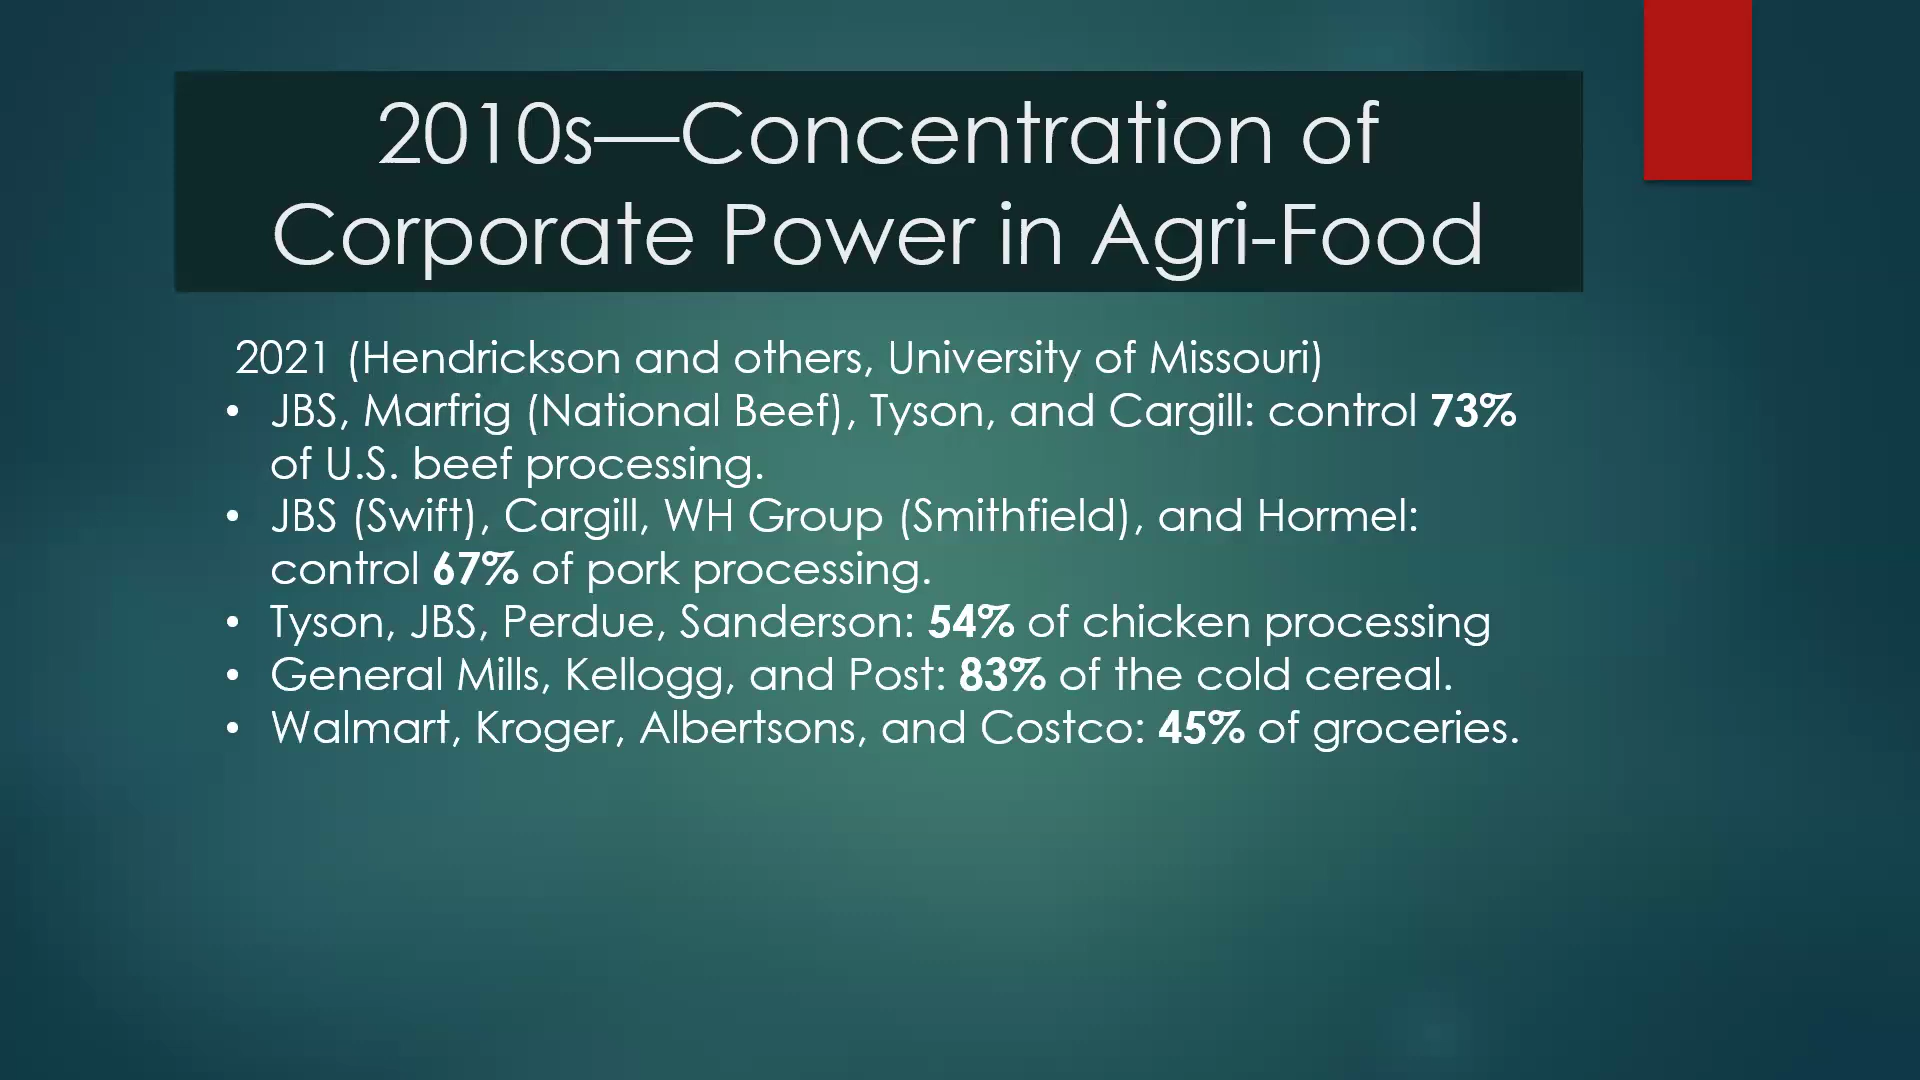 2010s—Concentration of
Corporate Power in Agri-Food
2021 (Hendrickson and others, University of Missouri)
• JBS, Marfrig (National Beef), Tyson, and Cargill: control 73%
of U.S. beef processing.
• JBS (Swift), Cargill, WH Group (Smithfield), and Hormel:
control 67% of pork processing.
• Tyson, JBS, Perdue, Sanderson: 54% of chicken processing
• General Mills, Kellogg, and Post: 83% of the cold cereal.
• Walmart, Kroger, Albertsons, and Costco: 45% of groceries.